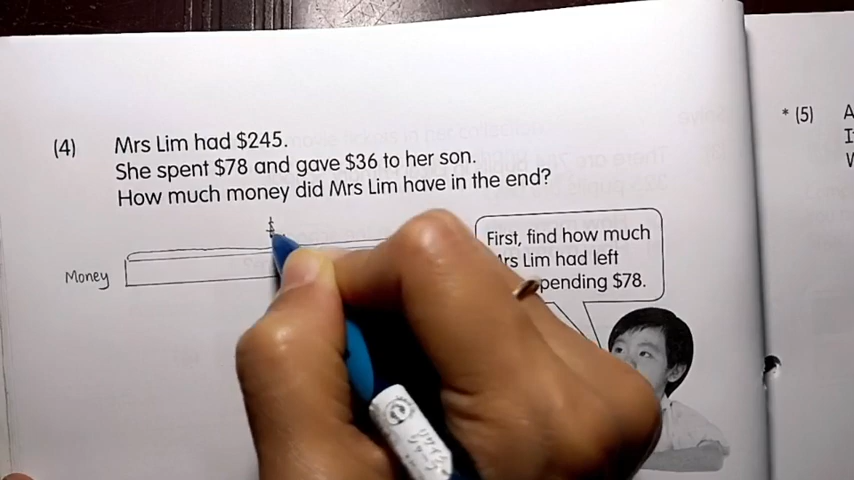 (4) Mrs Lim had $245.
She spent $78 and gave $36 to her son.
How much money did Mrs Lim have in the end?
$
First, find how much
Mrs Lim had left
spending $78.
Money
* (5)